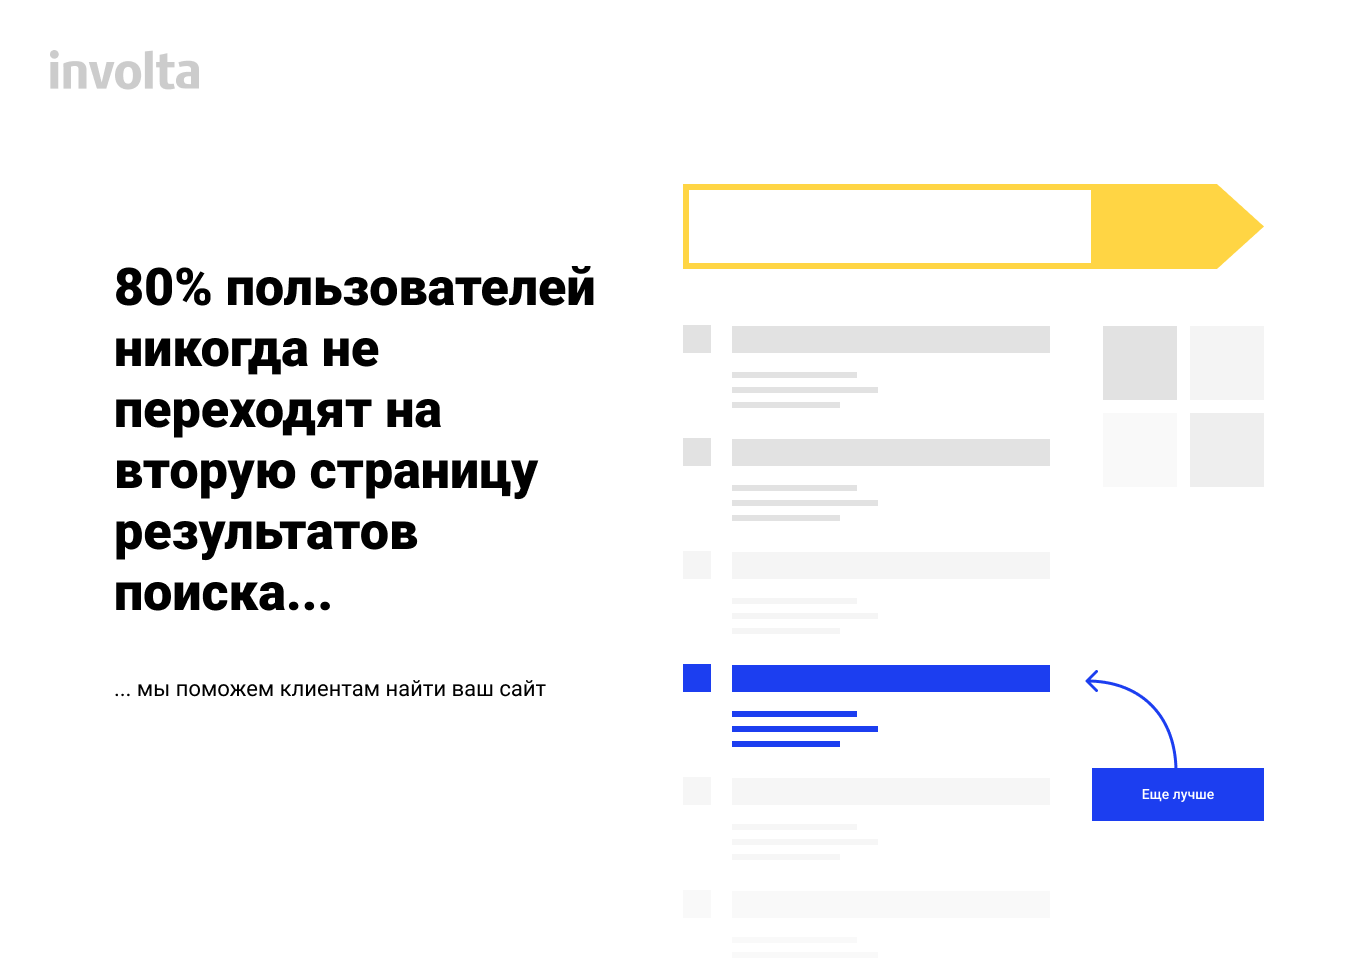 involta
80% пользователей
никогда не
переходят на
вторую страницу
результатов
поиска...
... мы поможем клиентам найти ваш сайт
Еще лучше